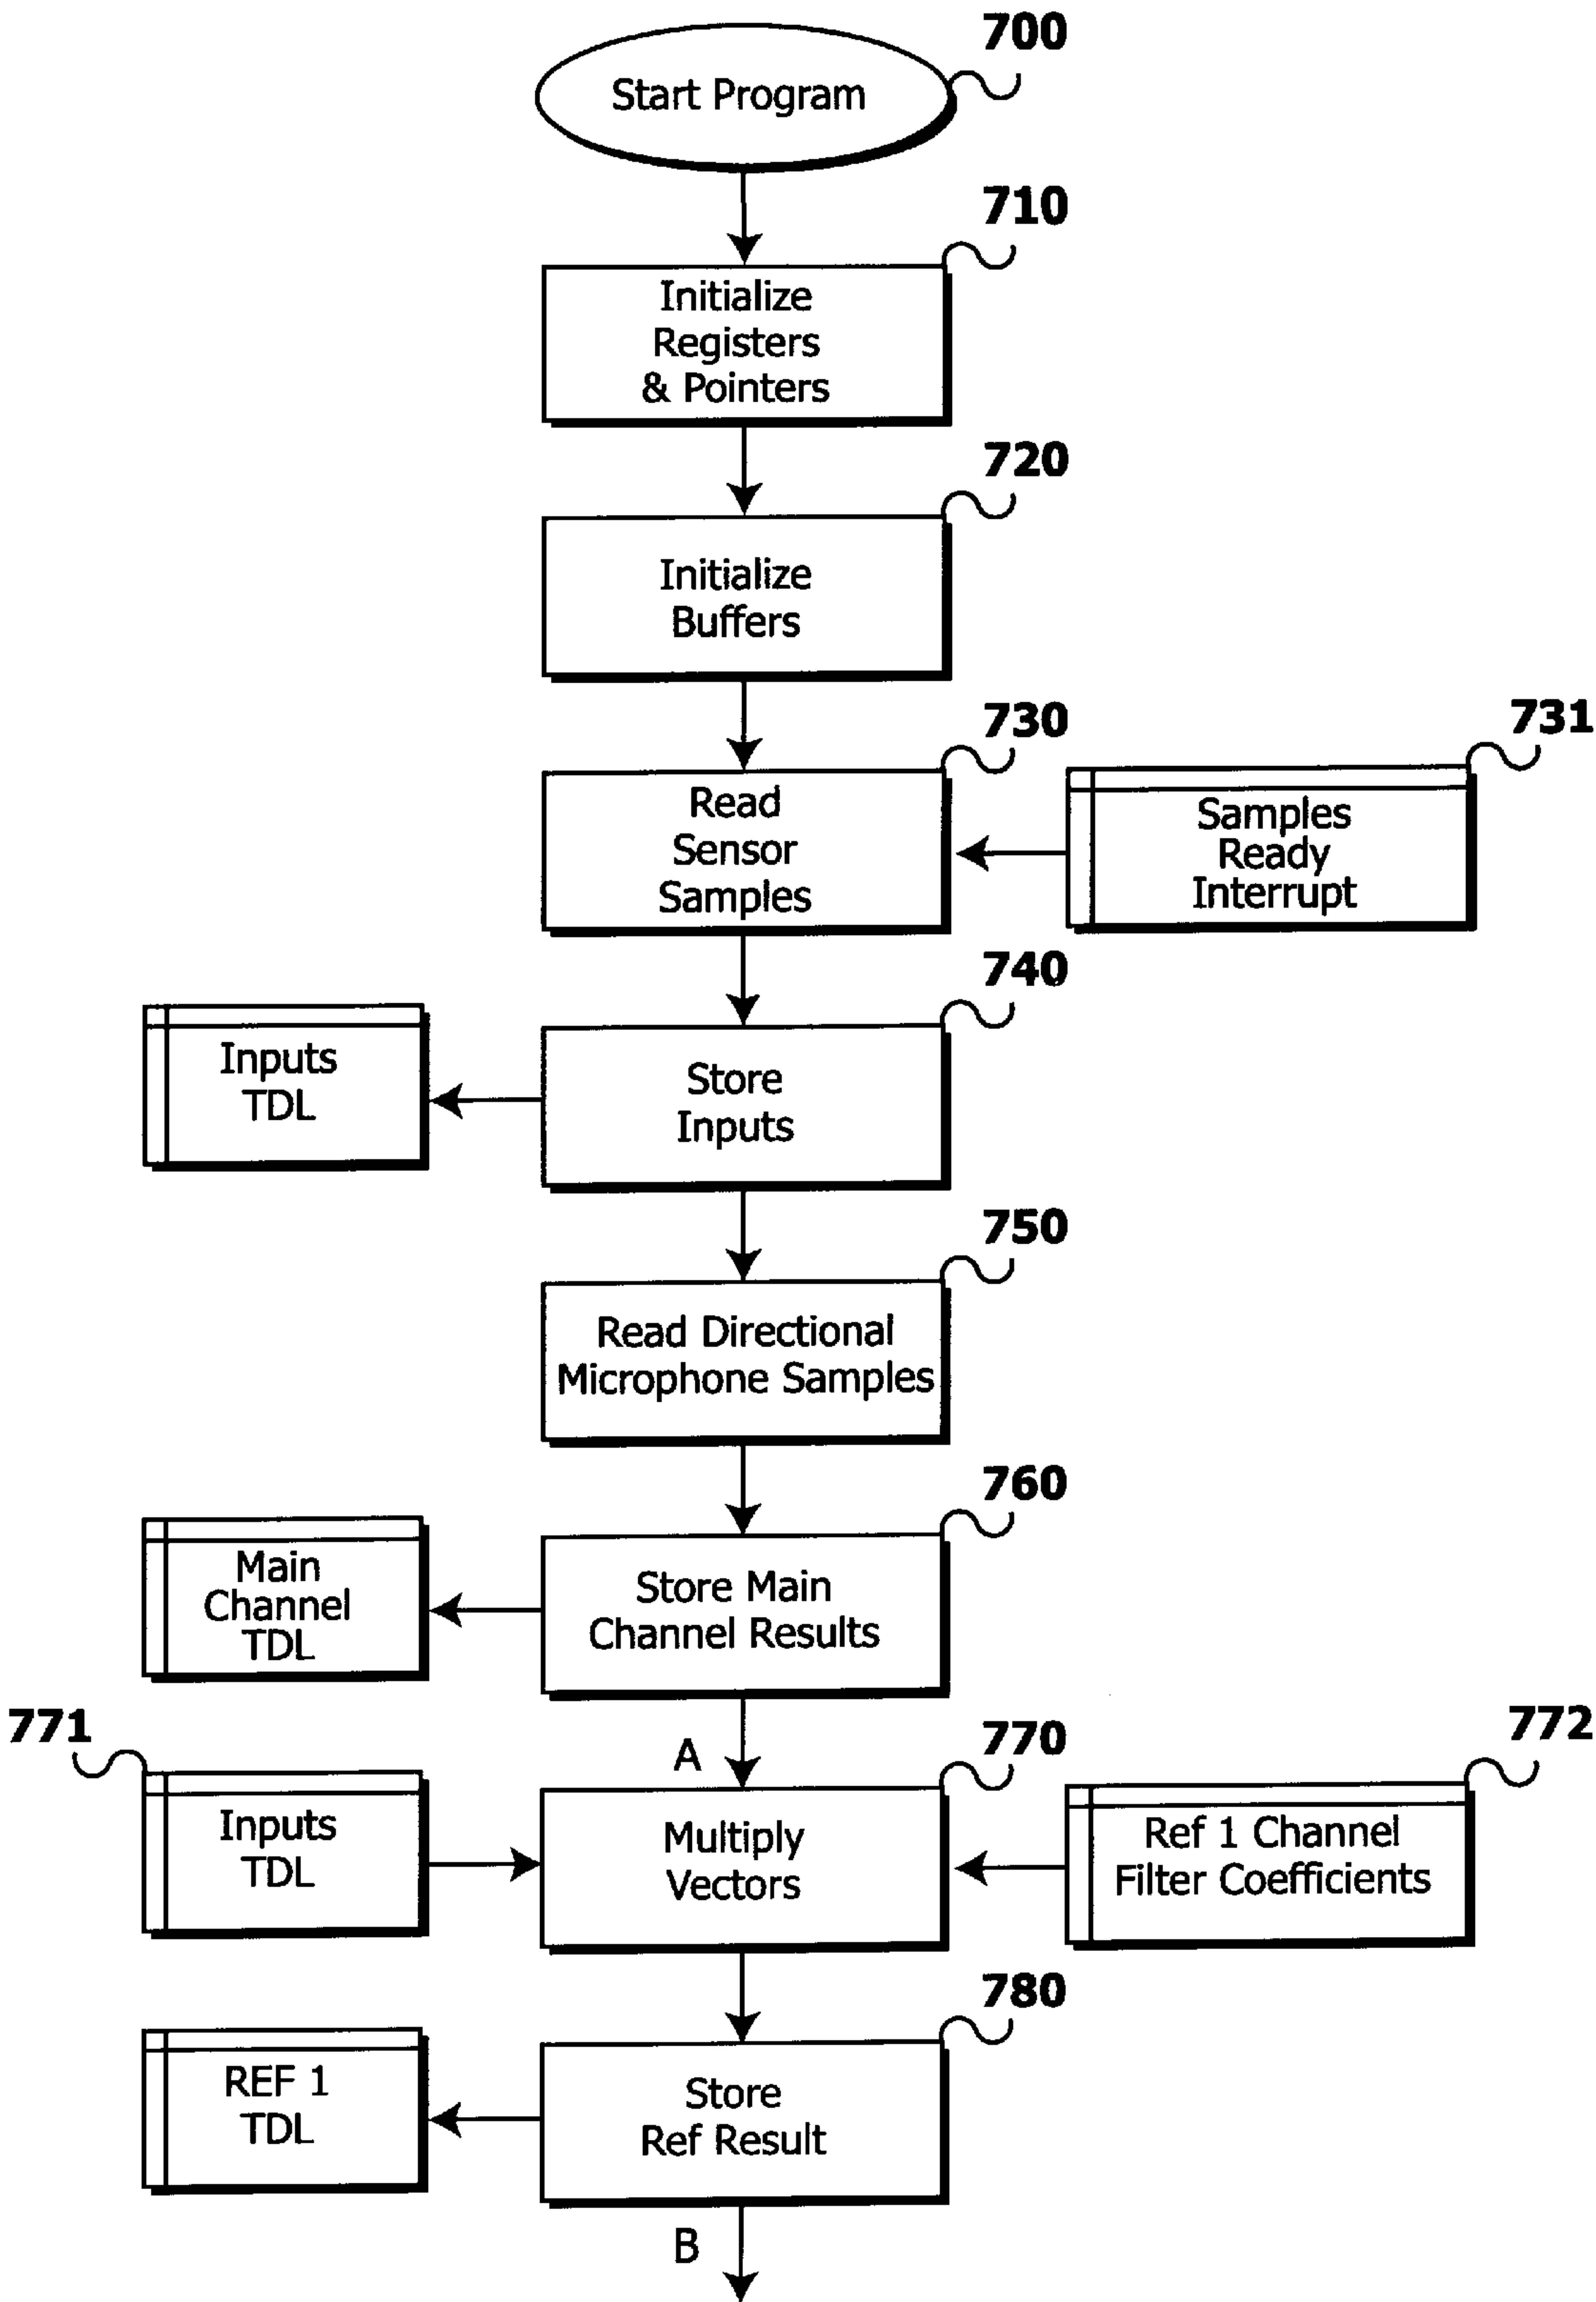 700
Start Program
710
Initialize
Registers
& Pointers
720
Initialize
Buffers
730
Read
Sensor
Samples
731
Samples
Ready
Interrupt
740
Inputs
TDL
Store
Inputs
750
Read Directional
Microphone Samples
760
Main
Channel
TDL
Store Main
Channel Results
A
771
Inputs
TDL
770
Multiply
Vectors
772
Ref 1 Channel
Filter Coefficients
780
REF 1
TDL
Store
Ref Result
B